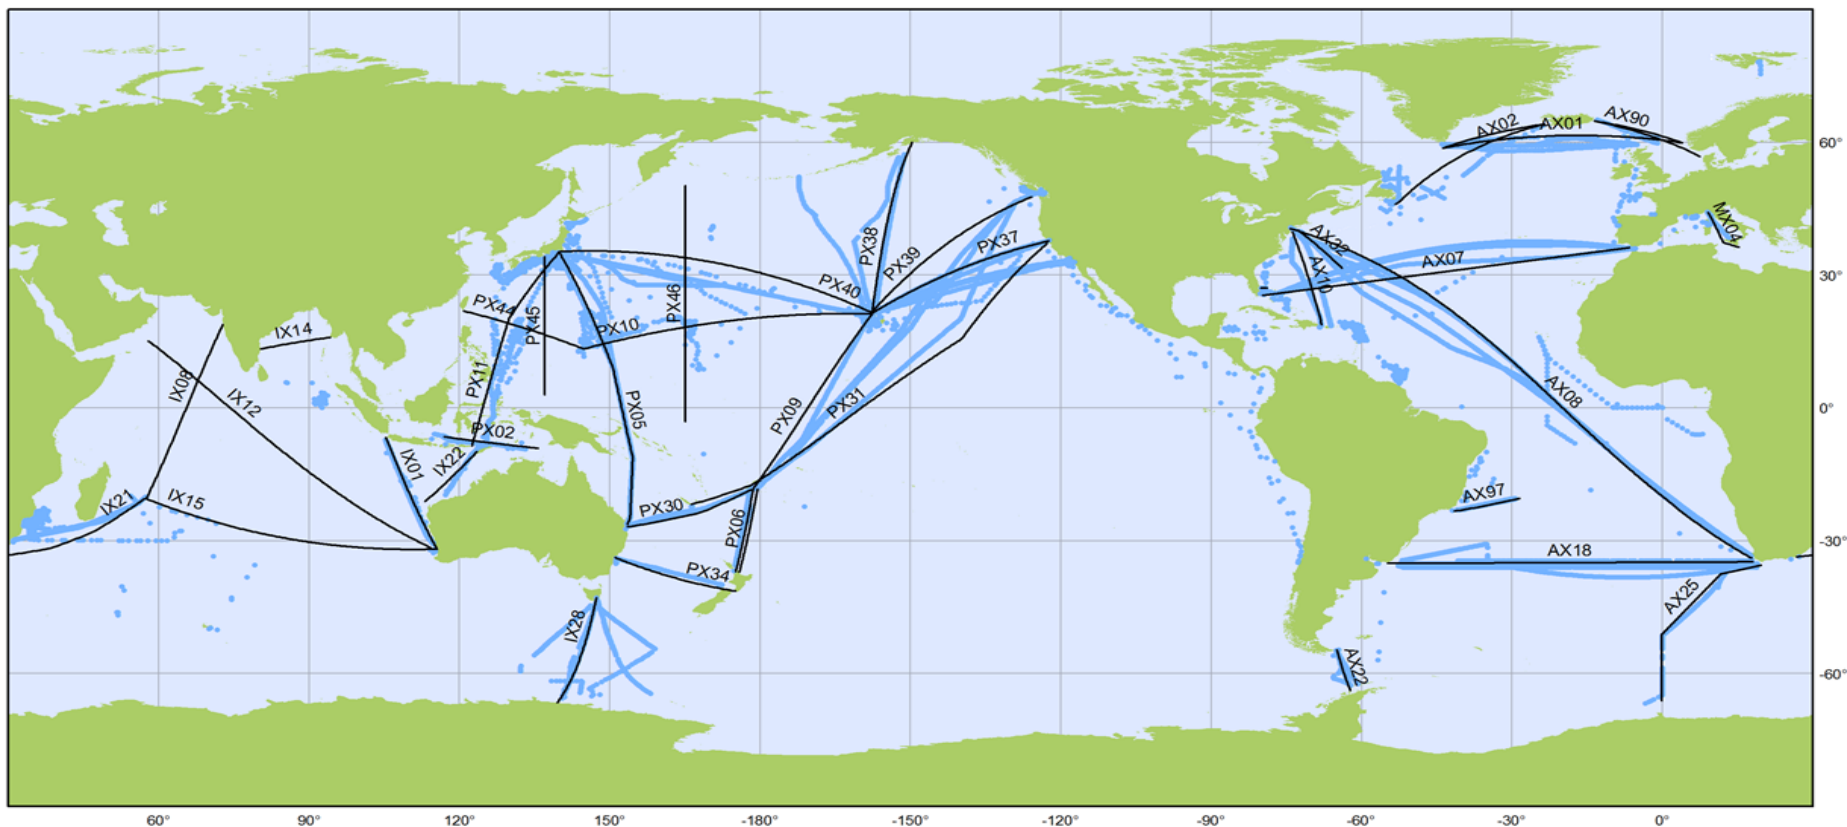 AX90
AX02
AX01
60°
MX04
AX32
PX38
PX39
PX37
AX07
AX10
30°
PX40
PX46
PX44
PX45
PX10
IX14
IX08
IX12
PX11
AX08
PX05
PX09
PX31
0°
PX02
IX01
IX22
IX21
IX15
AX97
PX30
PX06
-30°
AX18
PX34
AX25
IX28
AX22
-60°
60° 90° 120° 150° -180° -150° -120° -90° -60° -30° 0°